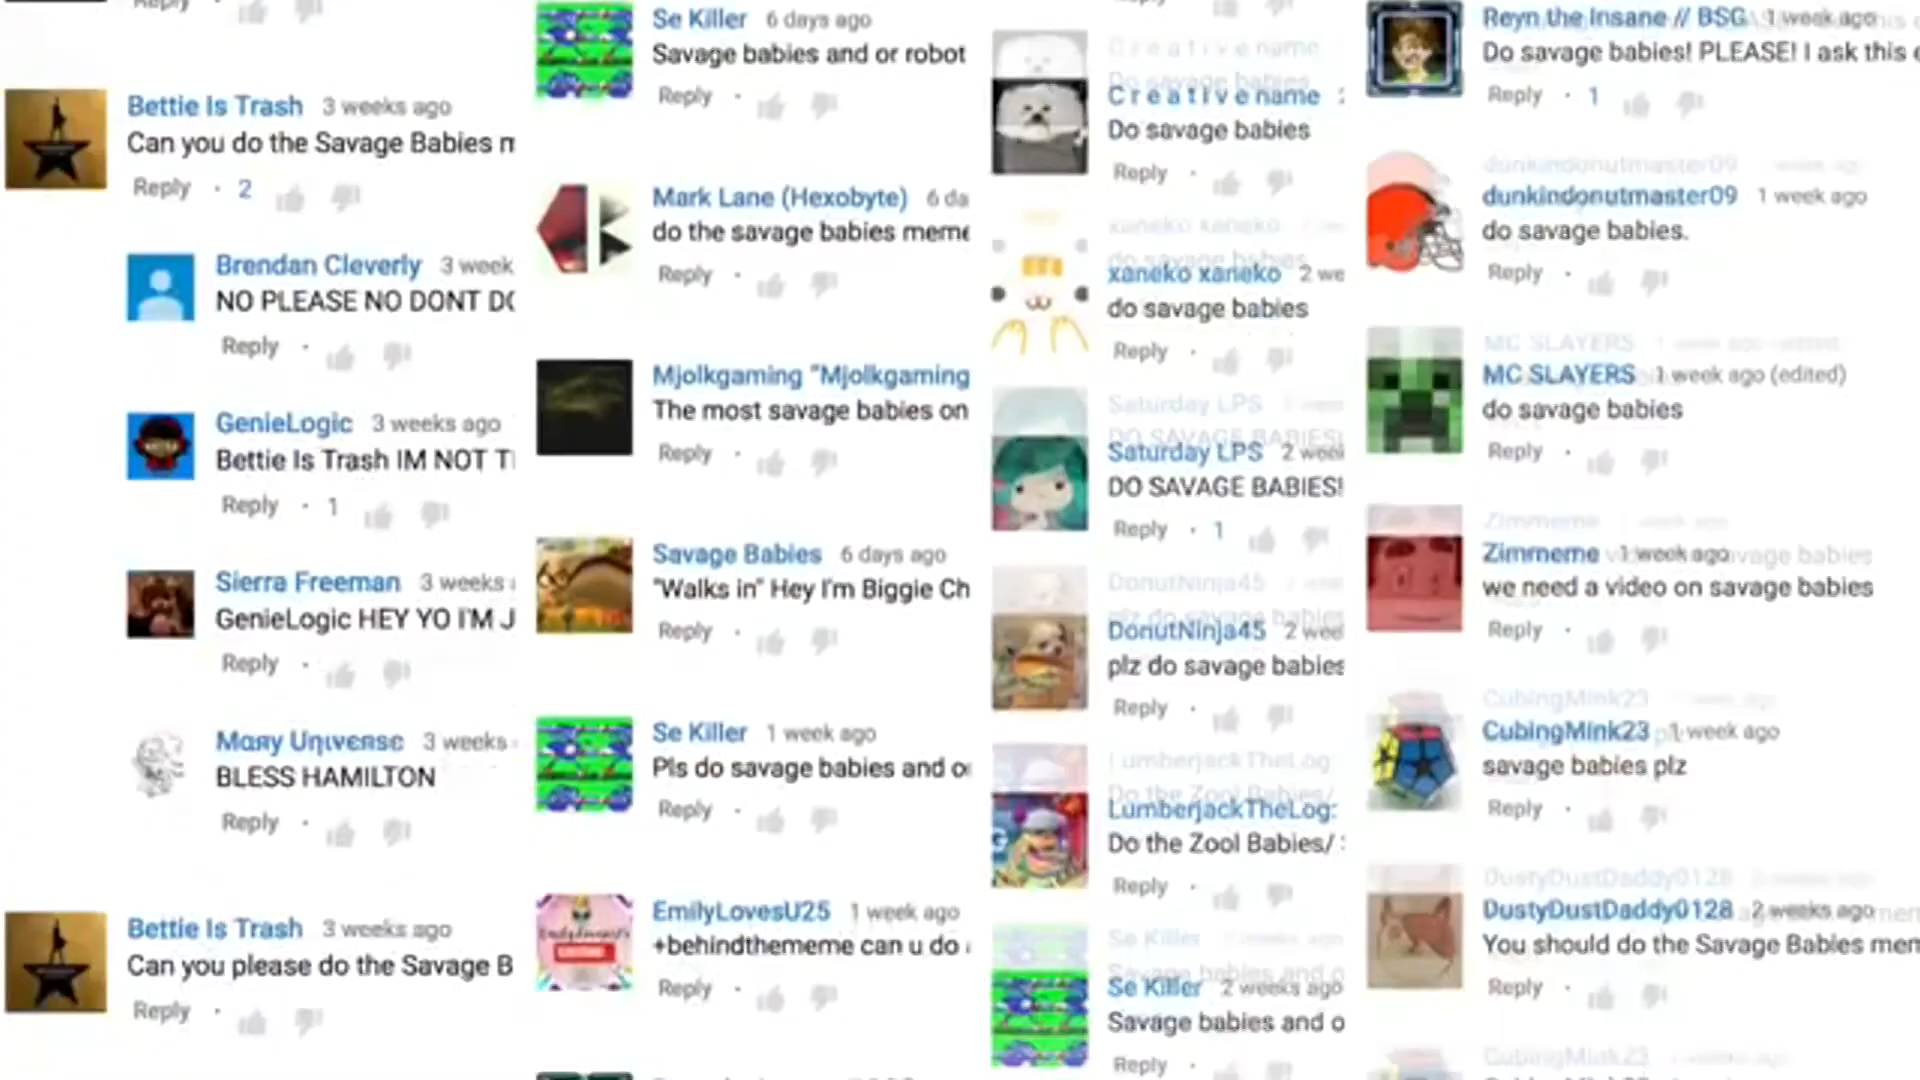 Reply
Bettie Is Trash 3 weeks ago
Can you do the Savage Babies m
Reply · 2
Brendan Cleverly 3 week
NO PLEASE NO DONT DO
Reply ·
GenieLogic 3 weeks ago
Bettie Is Trash IM NOT T
Reply · 1
Sierra Freeman 3 weeks
GenieLogic HEY YO I'M J
Reply ·
3 weeks
BLESS HAMILTON
Reply ·
Bettie Is Trash 3 weeks ago
Can you please do the Savage B
Reply ·
Se Killer 6 days ago
Savage babies and or robot
Reply ·
Mark Lane (Hexobyte) 6 da
do the savage babies meme
Reply ·
Mjolkgaming "Mjolkgaming
The most savage babies on
Reply ·
Savage Babies 6 days ago
"Walks in" Hey I'm Biggie Ch
Reply ·
Se Killer 1 week ago
Pls do savage babies and o
Reply ·
EmilyLovesU25 1 week ago
+behindthememe can u do
Reply ·
C r e a t i v e name
Do savage babies
Reply ·
xaneko xaneko 2 we
do savage babies
Reply ·
Saturday LPS 2 week
DO SAVAGE BABIES!
Reply · 1
DonutNinja45 2 wee
plz do savage babies
Reply ·
LumberjackTheLog
Do the Zool Babies/
Reply ·
Se Killer 2 weeks ago
Savage babies and o
Reply ·
Reyn the Insane // BSG 1 week ago
Do savage babies! PLEASE! I ask this
Reply · 1
dunkindonutmaster09 1 week ago
do savage babies.
Reply ·
MC SLAYERS 1 week ago (edited)
do savage babies
Reply ·
Zimmeme 1 week ago
we need a video on savage babies
Reply ·
CubingMink23 1 week ago
savage babies plz
Reply ·
DustyDustDaddy0128 2 weeks ago
You should do the Savage Babies mem
Reply ·
CubingMink23